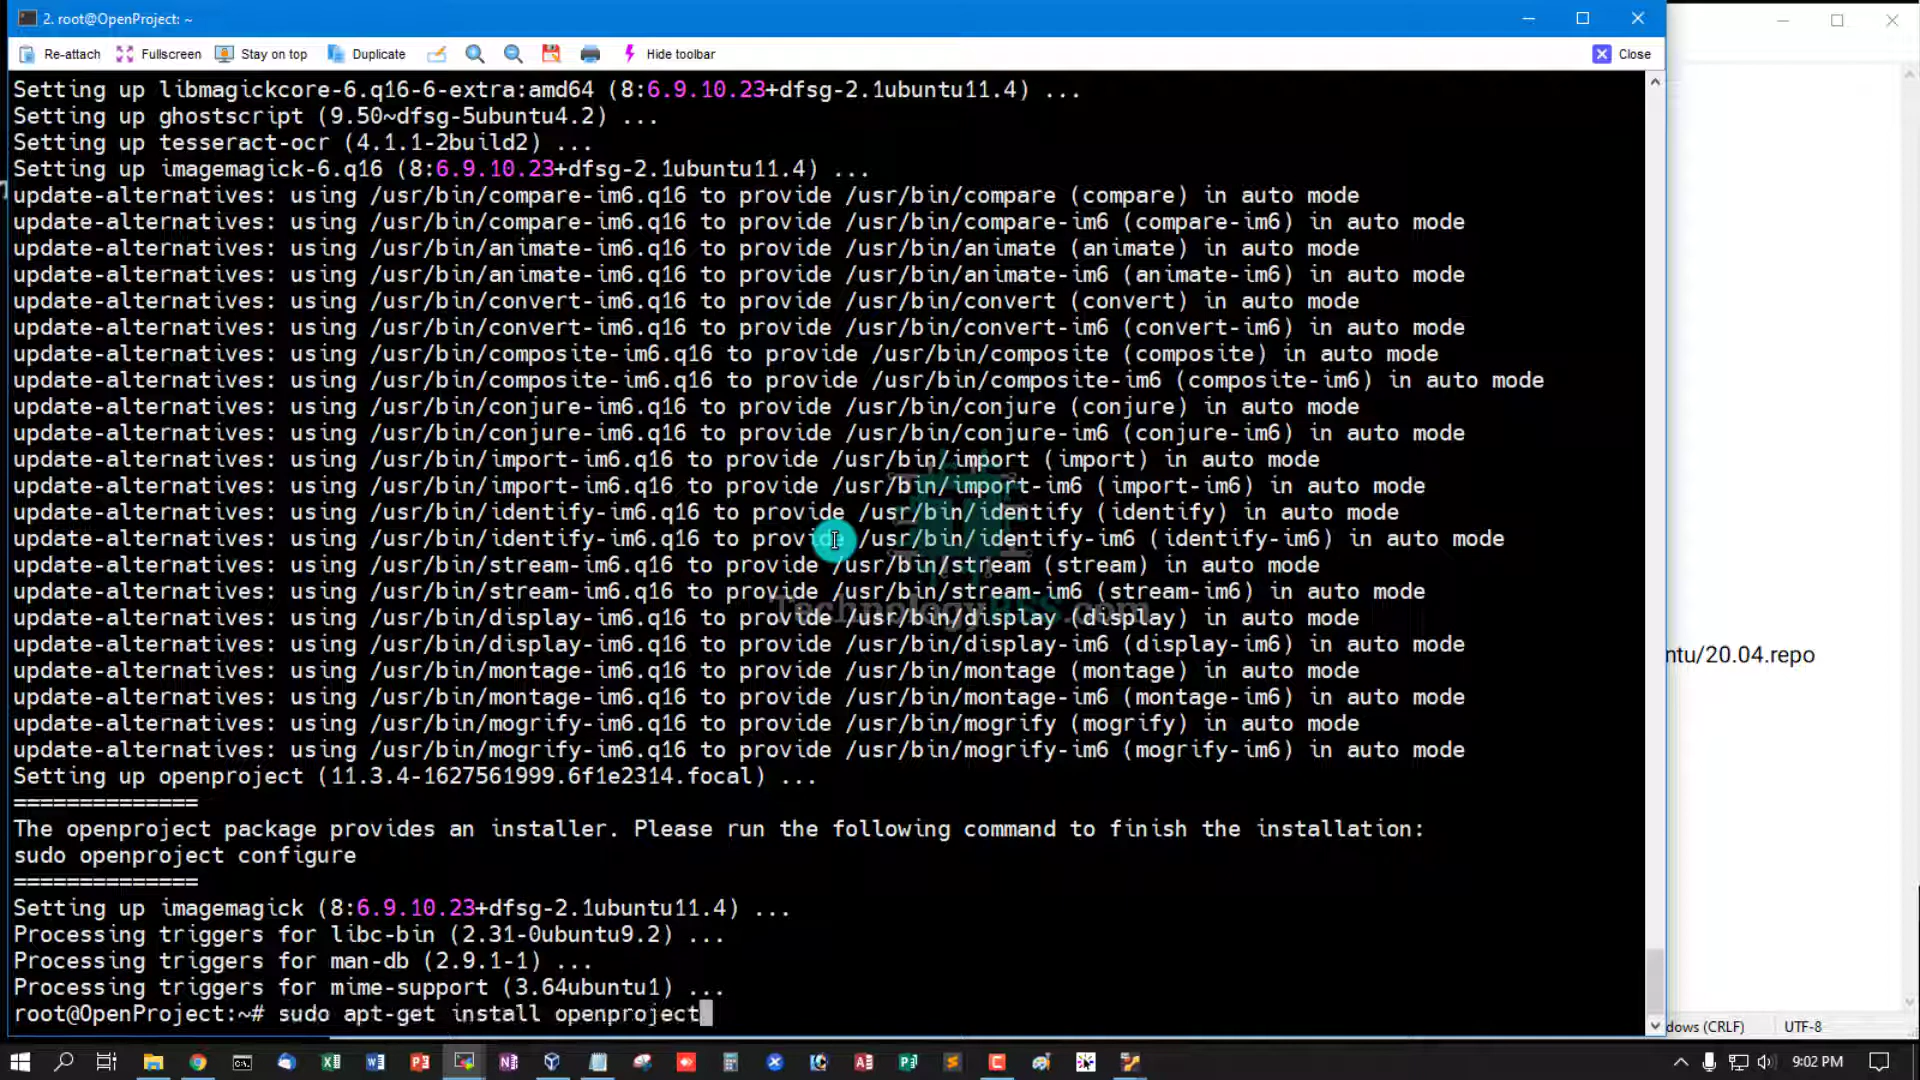 2. root@OpenProject: ~
Re-attach Fullscreen Stay on top Duplicate Hide toolbar Close
Setting up libmagickcore-6.q16-6-extra:amd64 (8:6.9.10.23+dfsg-2.1ubuntu11.4) ...
Setting up ghostscript (9.50~dfsg-5ubuntu4.2) ...
Setting up tesseract-ocr (4.1.1-2build2) ...
Setting up imagemagick-6.q16 (8:6.9.10.23+dfsg-2.1ubuntu11.4) ...
update-alternatives: using /usr/bin/compare-im6.q16 to provide /usr/bin/compare (compare) in auto mode
update-alternatives: using /usr/bin/compare-im6.q16 to provide /usr/bin/compare-im6 (compare-im6) in auto mode
update-alternatives: using /usr/bin/animate-im6.q16 to provide /usr/bin/animate (animate) in auto mode
update-alternatives: using /usr/bin/animate-im6.q16 to provide /usr/bin/animate-im6 (animate-im6) in auto mode
update-alternatives: using /usr/bin/convert-im6.q16 to provide /usr/bin/convert (convert) in auto mode
update-alternatives: using /usr/bin/convert-im6.q16 to provide /usr/bin/convert-im6 (convert-im6) in auto mode
update-alternatives: using /usr/bin/composite-im6.q16 to provide /usr/bin/composite (composite) in auto mode
update-alternatives: using /usr/bin/composite-im6.q16 to provide /usr/bin/composite-im6 (composite-im6) in auto mode
update-alternatives: using /usr/bin/conjure-im6.q16 to provide /usr/bin/conjure (conjure) in auto mode
update-alternatives: using /usr/bin/conjure-im6.q16 to provide /usr/bin/conjure-im6 (conjure-im6) in auto mode
update-alternatives: using /usr/bin/import-im6.q16 to provide /usr/bin/import (import) in auto mode
update-alternatives: using /usr/bin/import-im6.q16 to provide /usr/bin/import-im6 (import-im6) in auto mode
update-alternatives: using /usr/bin/identify-im6.q16 to provide /usr/bin/identify (identify) in auto mode
update-alternatives: using /usr/bin/identify-im6.q16 to provide /usr/bin/identify-im6 (identify-im6) in auto mode
update-alternatives: using /usr/bin/stream-im6.q16 to provide /usr/bin/stream (stream) in auto mode
update-alternatives: using /usr/bin/stream-im6.q16 to provide /usr/bin/stream-im6 (stream-im6) in auto mode
TechnologyRSS.com
update-alternatives: using /usr/bin/display-im6.q16 to provide /usr/bin/display (display) in auto mode
update-alternatives: using /usr/bin/display-im6.q16 to provide /usr/bin/display-im6 (display-im6) in auto mode
ntu/20.04.repo
update-alternatives: using /usr/bin/montage-im6.q16 to provide /usr/bin/montage (montage) in auto mode
update-alternatives: using /usr/bin/montage-im6.q16 to provide /usr/bin/montage-im6 (montage-im6) in auto mode
update-alternatives: using /usr/bin/mogrify-im6.q16 to provide /usr/bin/mogrify (mogrify) in auto mode
update-alternatives: using /usr/bin/mogrify-im6.q16 to provide /usr/bin/mogrify-im6 (mogrify-im6) in auto mode
Setting up openproject (11.3.4-1627561999.6f1e2314.focal) ...
==============
The openproject package provides an installer. Please run the following command to finish the installation:
sudo openproject configure
==============
Setting up imagemagick (8:6.9.10.23+dfsg-2.1ubuntu11.4) ...
Processing triggers for libc-bin (2.31-0ubuntu9.2) ...
Processing triggers for man-db (2.9.1-1) ...
Processing triggers for mime-support (3.64ubuntu1) ...
root@OpenProject:~# sudo apt-get install openproject
dows (CRLF) UTF-8
9:02 PM